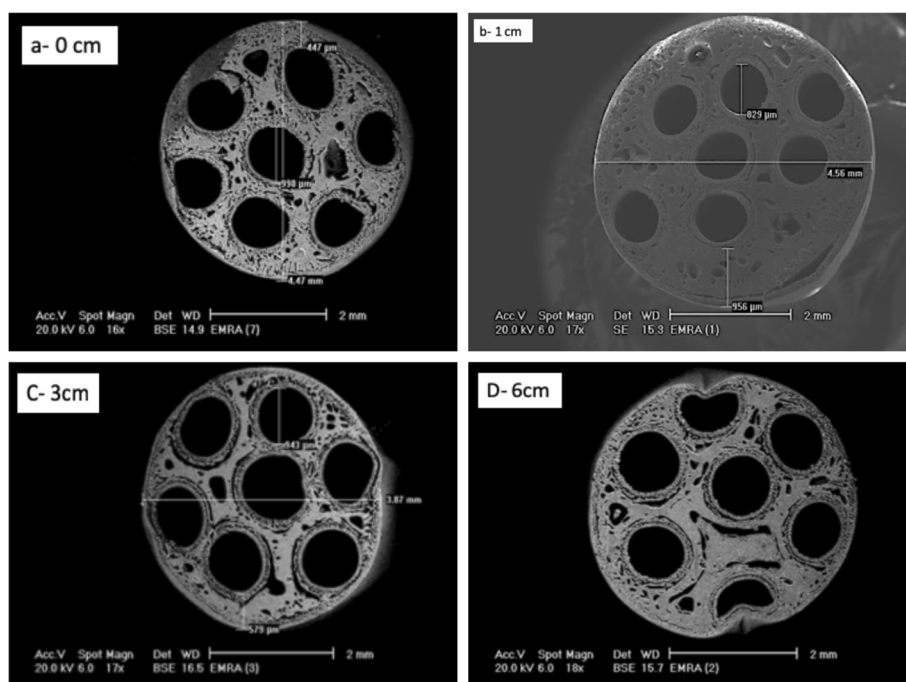 a- 0 cm
447 µm
998 µm
4.47 mm
Acc.V Spot Magn Det WD 2 mm
20.0 kV 6.0 16x BSE 14.9 EMRA (7)
b- 1 cm
829 µm
4.56 mm
956 µm
Acc.V Spot Magn Det WD 2 mm
20.0 kV 6.0 17x SE 15.3 EMRA (1)
C- 3cm
943 µm
3.87 mm
579 µm
Acc.V Spot Magn Det WD 2 mm
20.0 kV 6.0 17x BSE 16.5 EMRA (3)
D- 6cm
Acc.V Spot Magn Det WD 2 mm
20.0 kV 6.0 18x BSE 15.7 EMRA (2)